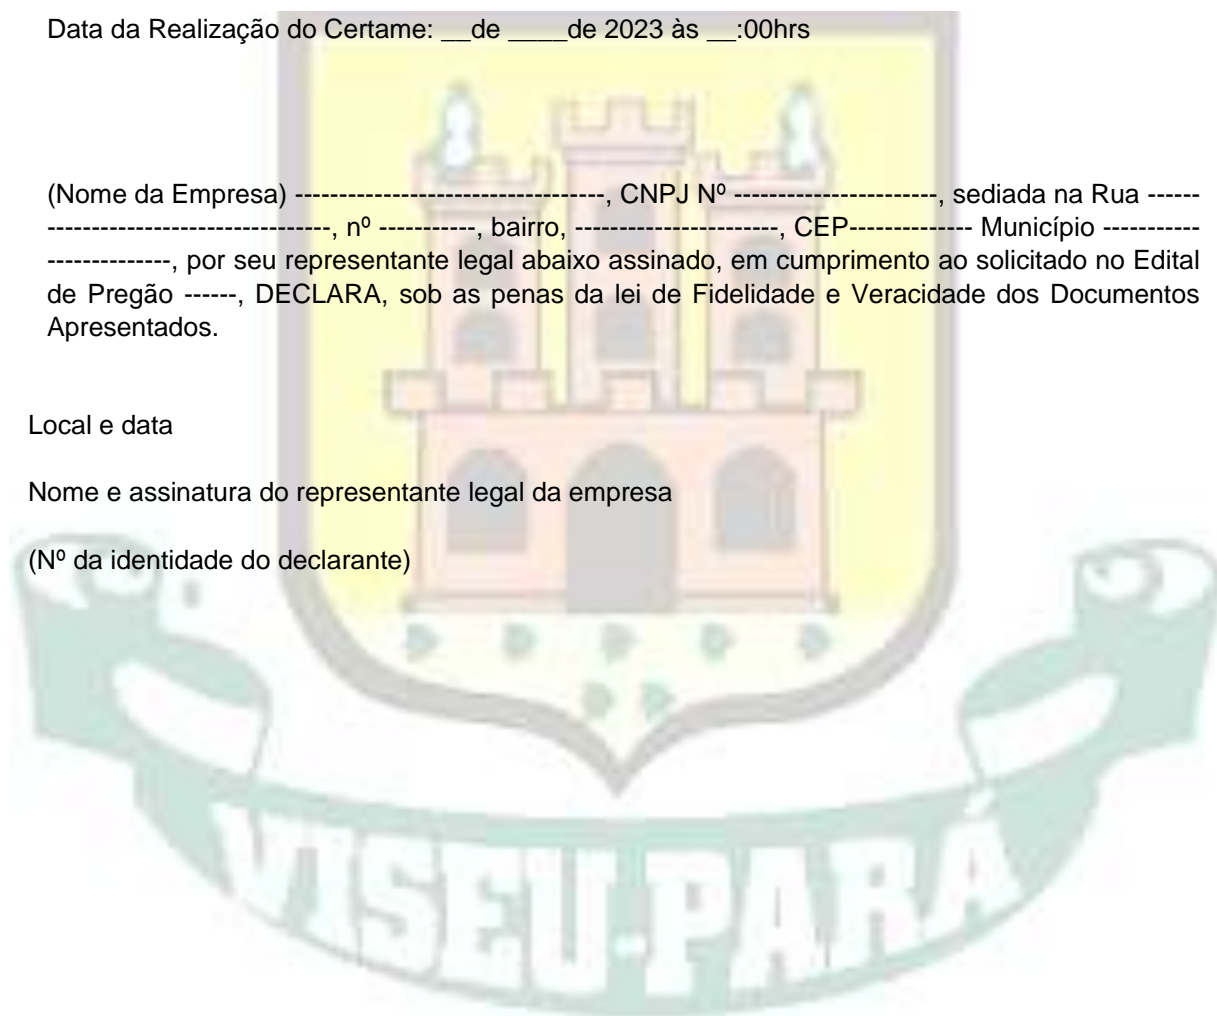 Data da Realização do Certame: __de ____de 2023 às __:00hrs
(Nome da Empresa) -----------------------------------, CNPJ Nº -----------------------, sediada na Rua ------
--------------------------------, nº -----------, bairro, -----------------------, CEP-------------- Município -----------
--------------, por seu representante legal abaixo assinado, em cumprimento ao solicitado no Edital
de Pregão ------, DECLARA, sob as penas da lei de Fidelidade e Veracidade dos Documentos
Apresentados.
Local e data
Nome e assinatura do representante legal da empresa
(Nº da identidade do declarante)
VISEU-PARÁ